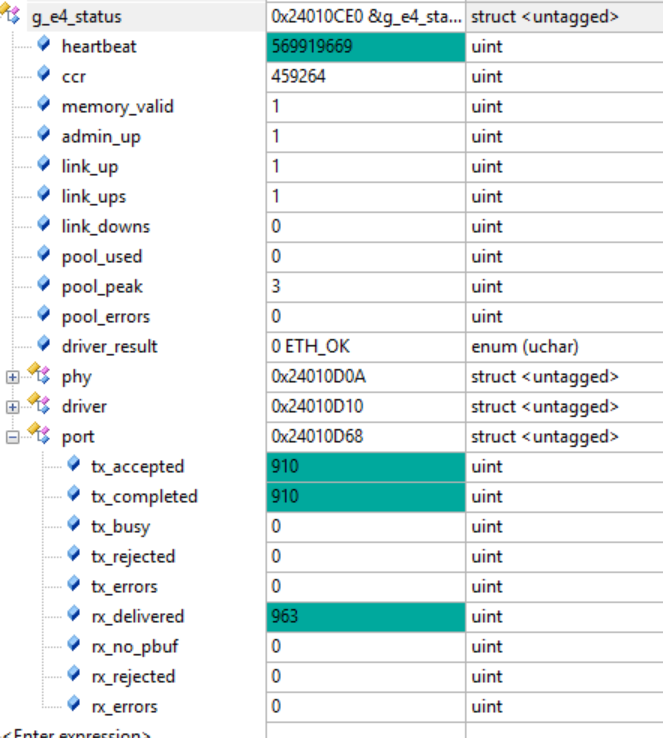 g_e4_status 0x24010CE0 &g_e4_sta... struct <untagged>
heartbeat 569919669 uint
ccr 459264 uint
memory_valid 1 uint
admin_up 1 uint
link_up 1 uint
link_ups 1 uint
link_downs 0 uint
pool_used 0 uint
pool_peak 3 uint
pool_errors 0 uint
driver_result 0 ETH_OK enum (uchar)
phy 0x24010D0A struct <untagged>
driver 0x24010D10 struct <untagged>
port 0x24010D68 struct <untagged>
tx_accepted 910 uint
tx_completed 910 uint
tx_busy 0 uint
tx_rejected 0 uint
tx_errors 0 uint
rx_delivered 963 uint
rx_no_pbuf 0 uint
rx_rejected 0 uint
rx_errors 0 uint
<Enter expression>